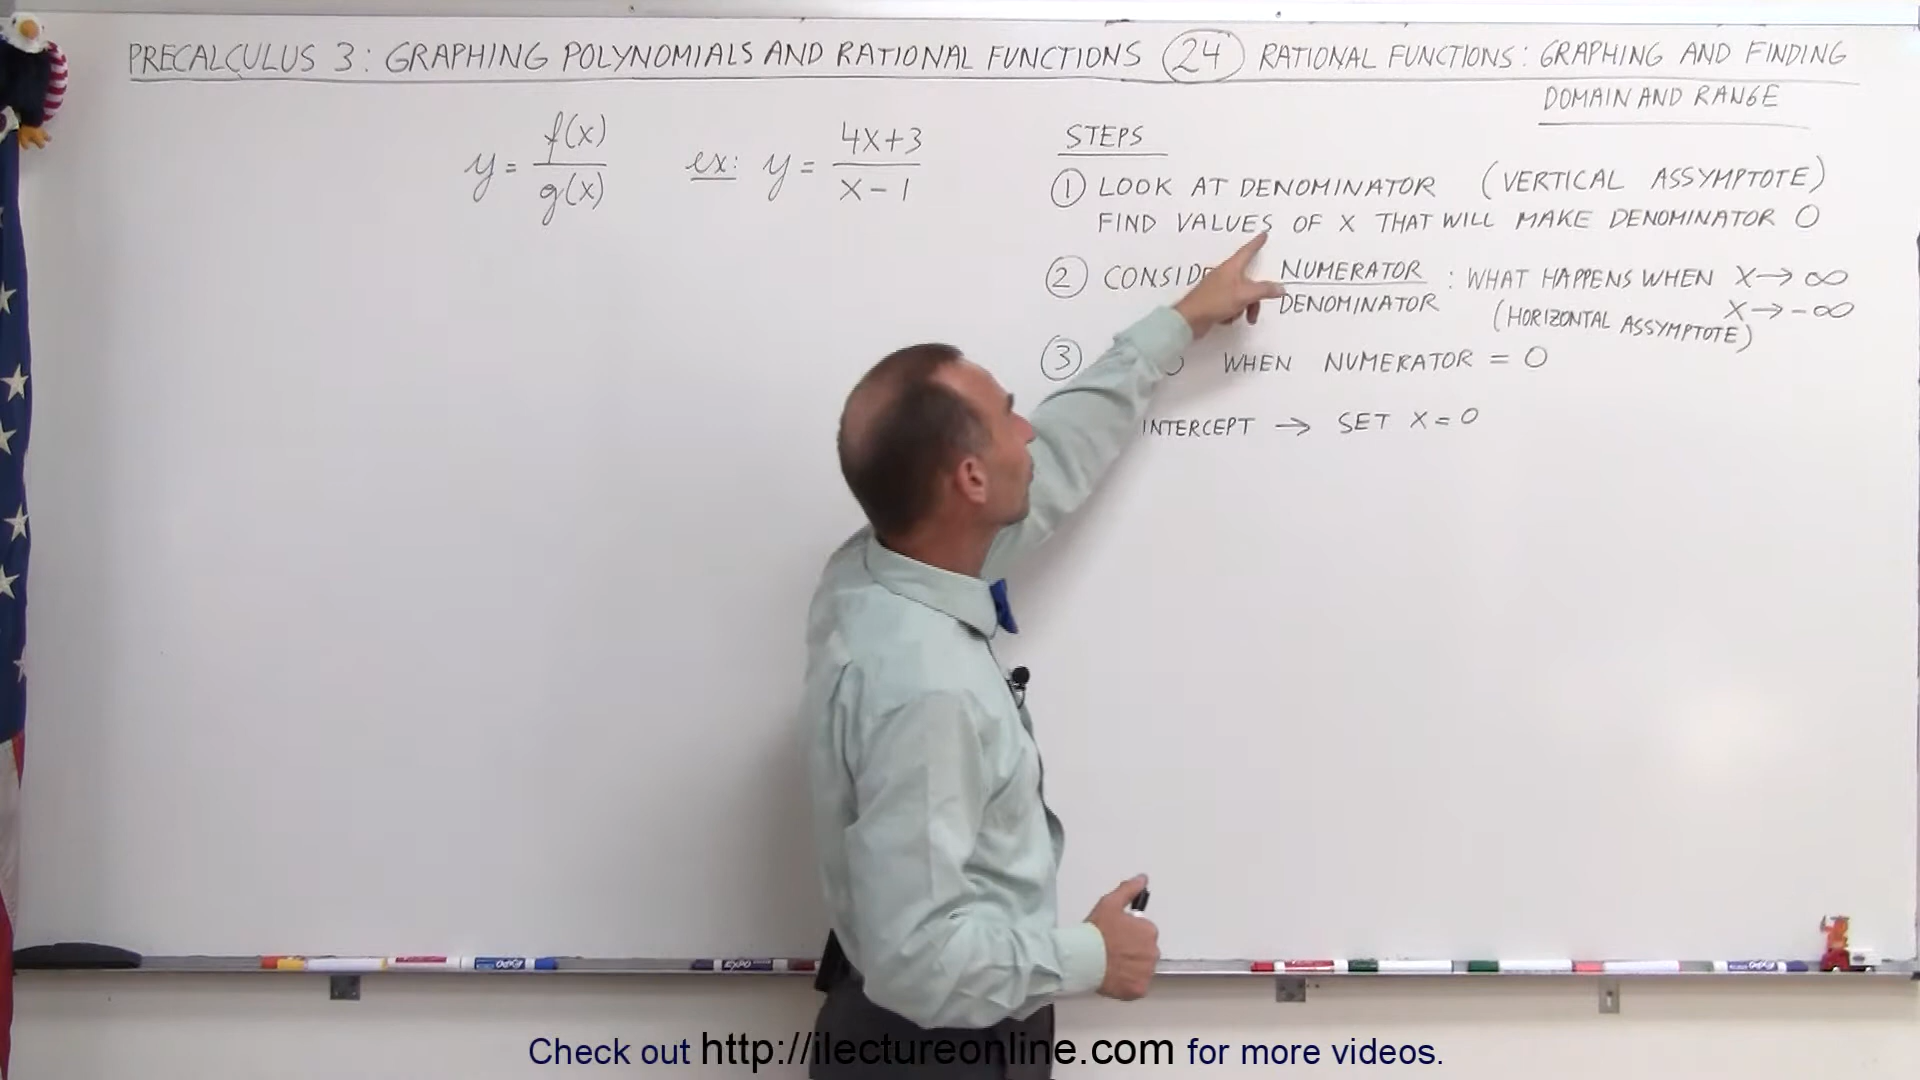 PRECALCULUS 3: GRAPHING POLYNOMIALS AND RATIONAL FUNCTIONS 24 RATIONAL FUNCTIONS: GRAPHING AND FINDING
DOMAIN AND RANGE
y = f(x)/g(x) ex: y = 4x+3/x-1
STEPS
1 LOOK AT DENOMINATOR (VERTICAL ASSYMPTOTE)
FIND VALUES OF X THAT WILL MAKE DENOMINATOR 0
2 NUMERATOR/DENOMINATOR : WHAT HAPPENS WHEN X→∞
X→-∞
(HORIZONTAL ASSYMPTOTE)
3 WHEN NUMERATOR = 0
INTERCEPT → SET X=0
EXPO
EXPO
EXPO
Check out http://ilectureonline.com for more videos.